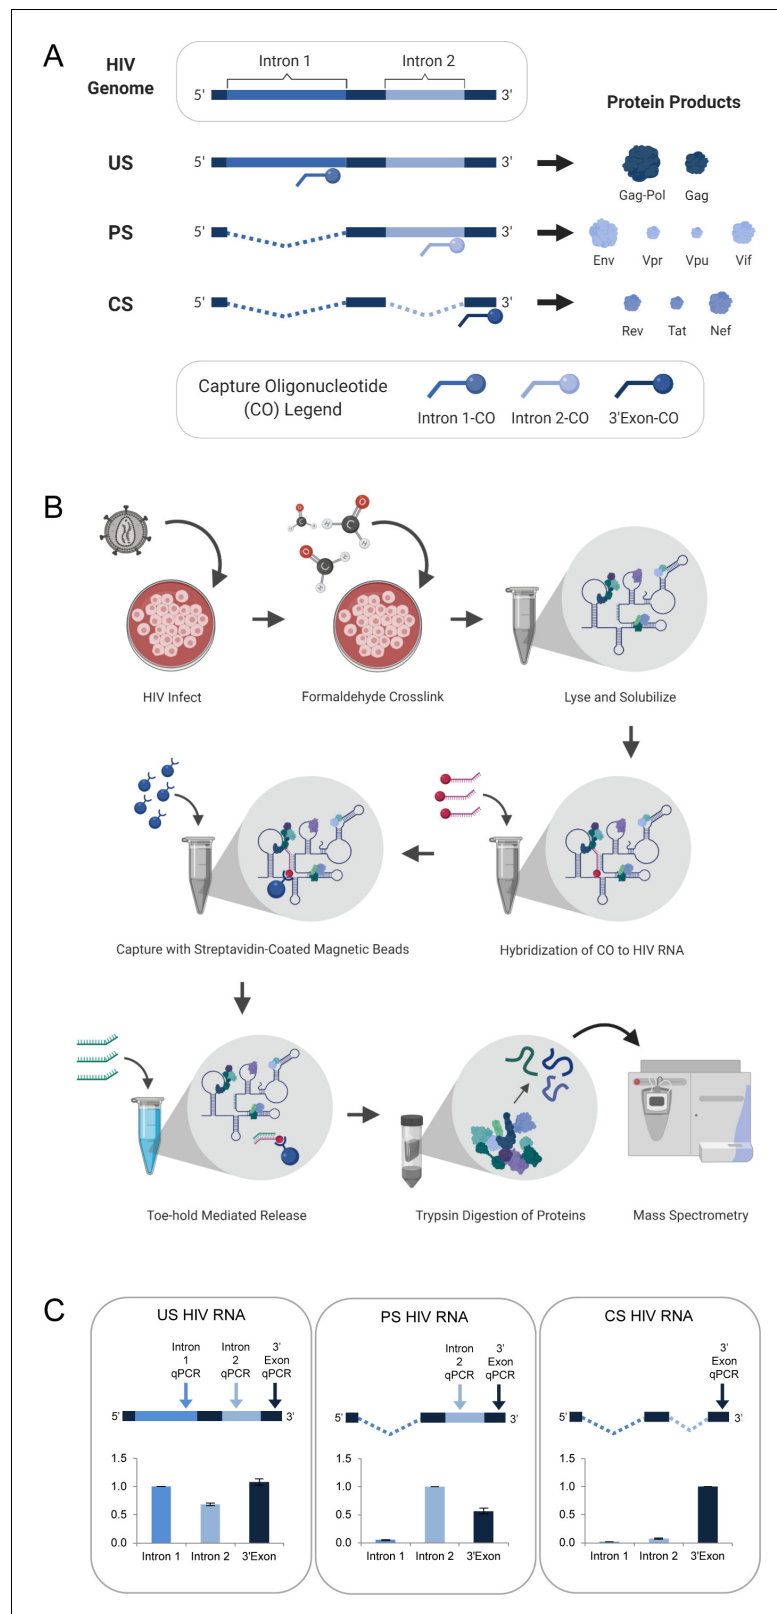 A
HIV
Genome
Intron 1
Intron 2
5'
3'
Protein Products
US
5'
3'
Gag-Pol
Gag
PS
5'
3'
Env
Vpr
Vpu
Vif
CS
5'
3'
Rev
Tat
Nef
Capture Oligonucleotide
(CO) Legend
Intron 1-CO
Intron 2-CO
3'Exon-CO
B
HIV Infect
Formaldehyde Crosslink
Lyse and Solubilize
Capture with Streptavidin-Coated Magnetic Beads
Hybridization of CO to HIV RNA
Toe-hold Mediated Release
Trypsin Digestion of Proteins
Mass Spectrometry
C
US HIV RNA
Intron
1
qPCR
Intron
2
qPCR
3'
Exon
qPCR
5'
3'
1.5
1.0
0.5
0.0
Intron 1
Intron 2
3'Exon
PS HIV RNA
Intron
2
qPCR
3'
Exon
qPCR
5'
3'
1.5
1.0
0.5
0.0
Intron 1
Intron 2
3'Exon
CS HIV RNA
3'
Exon
qPCR
5'
3'
1.5
1.0
0.5
0.0
Intron 1
Intron 2
3'Exon